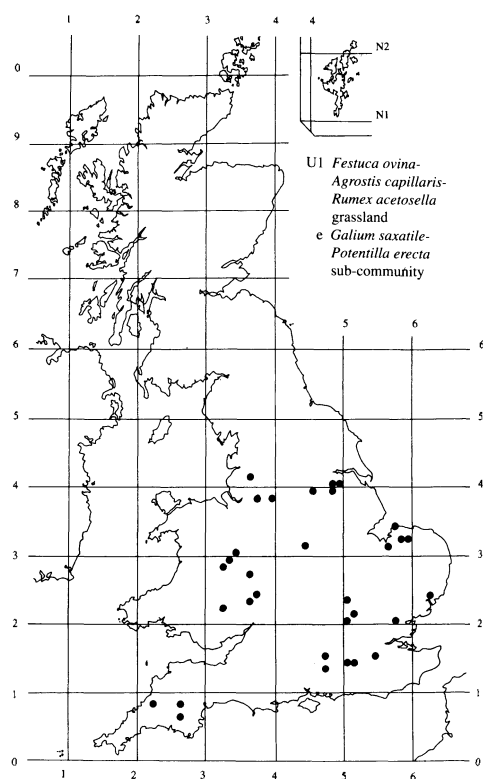 1 2 3 4 4
N2
0
N1
9
U1 Festuca ovina-
Agrostis capillaris-
Rumex acetosella
grassland
e Galium saxatile-
Potentilla erecta
sub-community
8
7
5 6
6 6
5 5
4 4
3 3
2 2
1 1
0 0
1 2 3 4 5 6